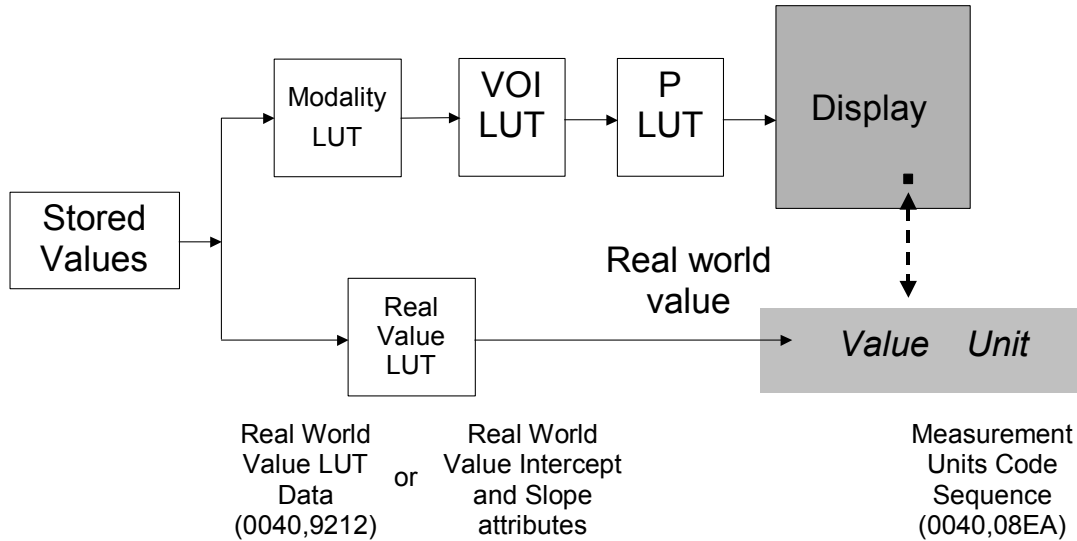 Modality
LUT
VOI
LUT
P
LUT
Display
Stored
Values
Real world
value
Real
Value
LUT
Value Unit
Real World
Value LUT
Data
(0040,9212)
or
Real World
Value Intercept
and Slope
attributes
Measurement
Units Code
Sequence
(0040,08EA)